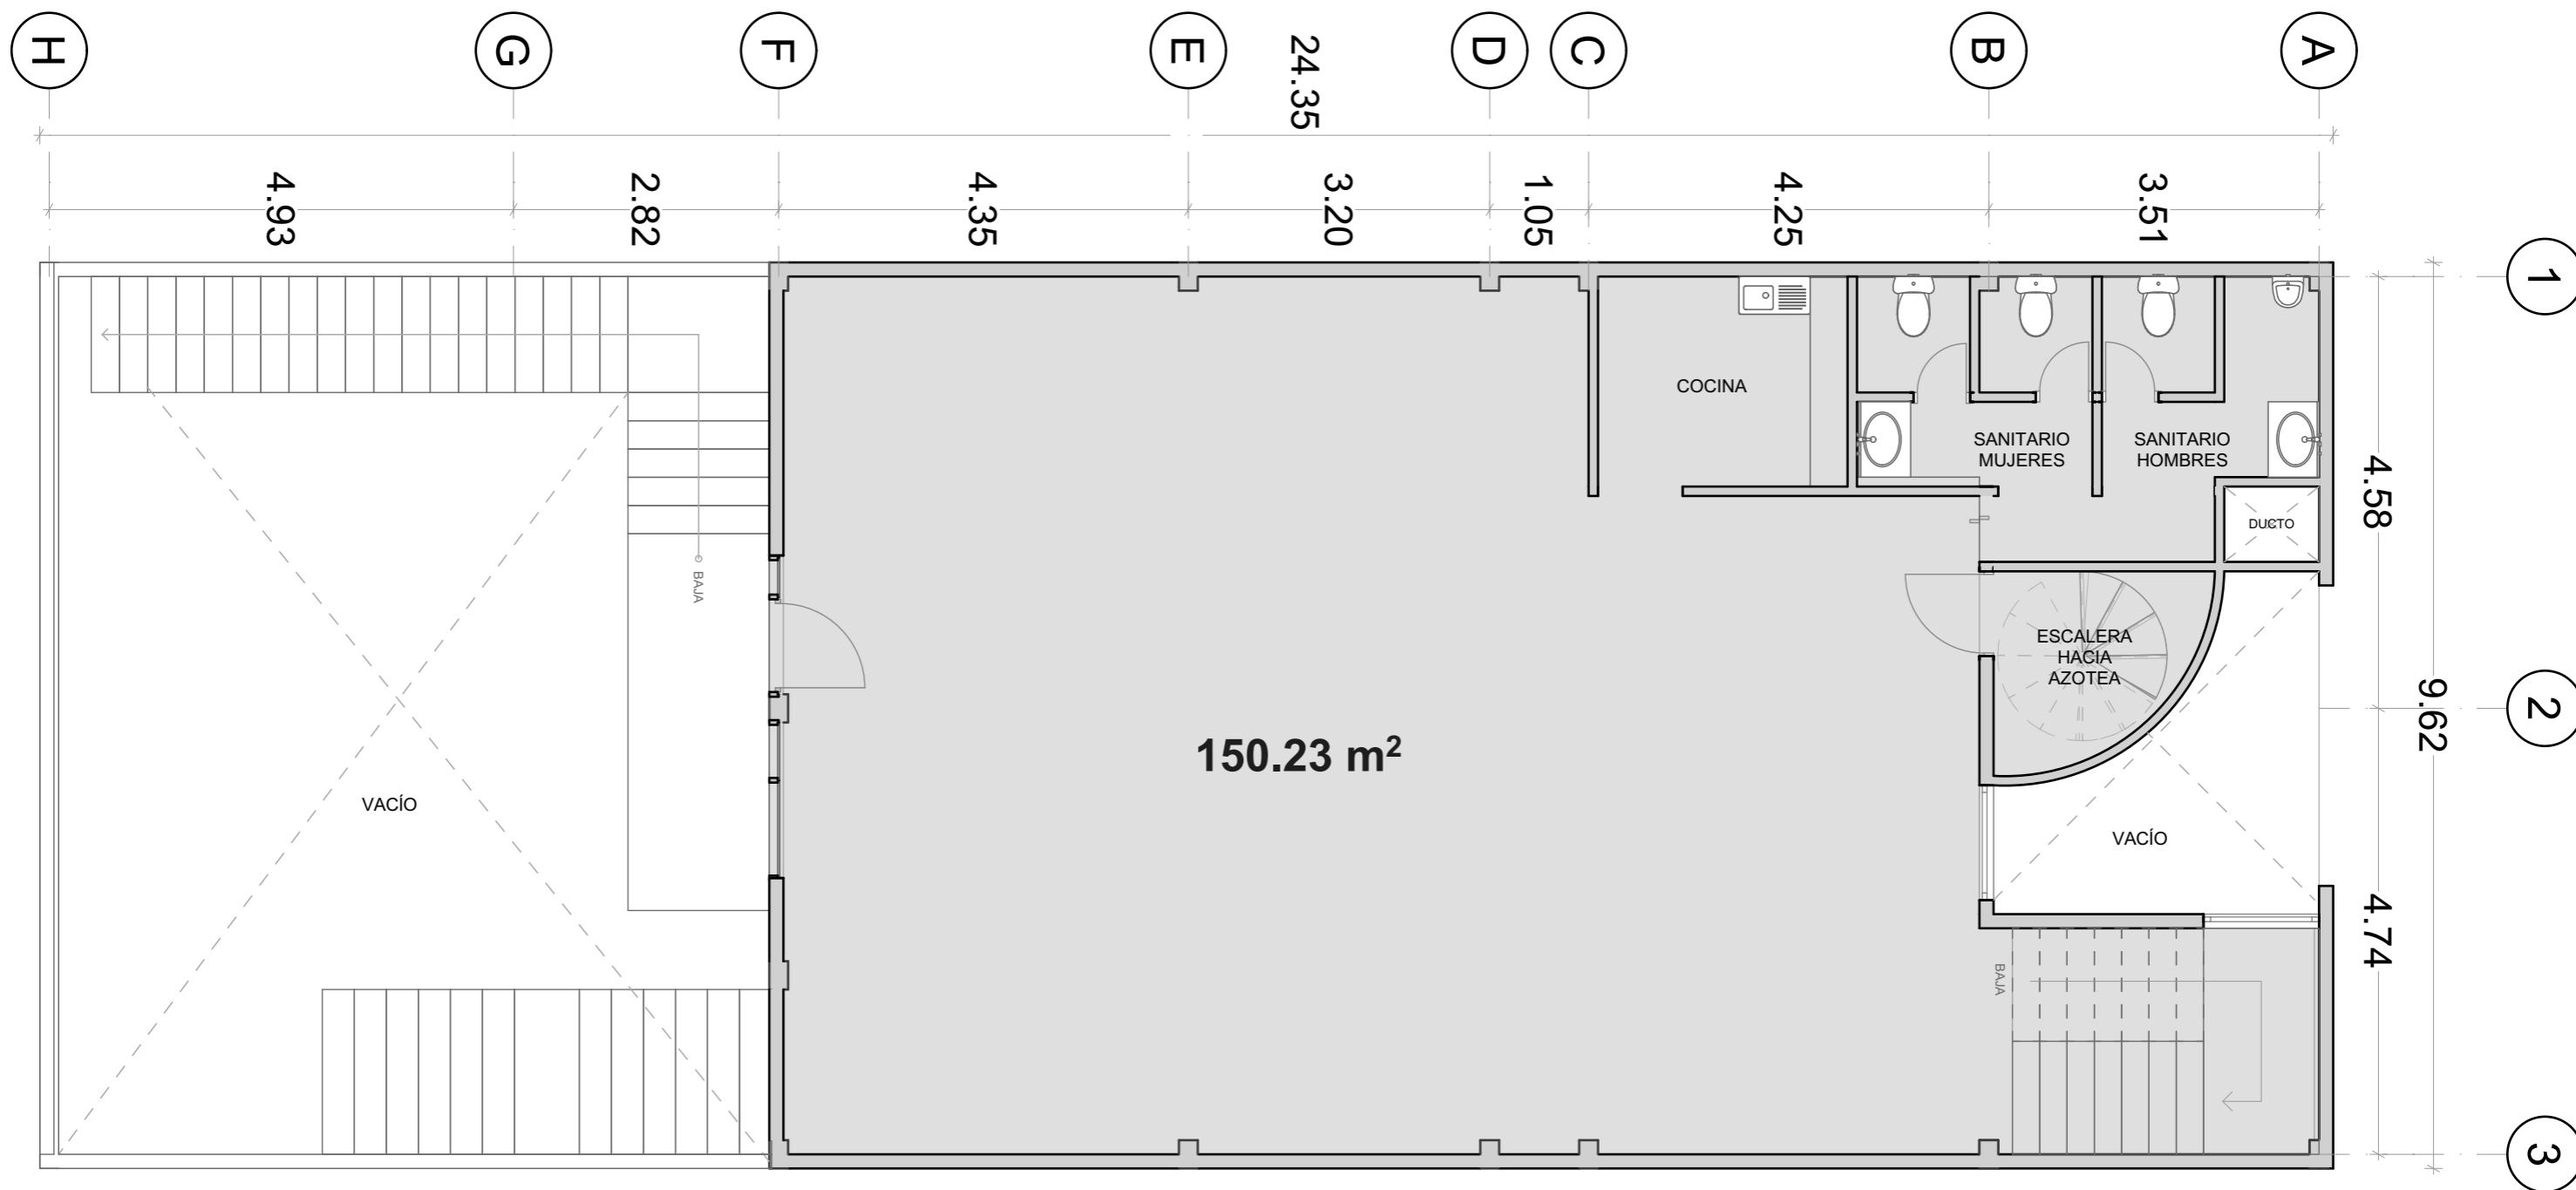 H
G
F
E
D
C
B
A
24.35
4.93
2.82
4.35
3.20
1.05
4.25
3.51
1
COCINA
SANITARIO
MUJERES
SANITARIO
HOMBRES
4.58
DUCTO
BAJA
ESCALERA
HACIA
AZOTEA
2
9.62
150.23 m²
VACÍO
VACÍO
4.74
BAJA
3